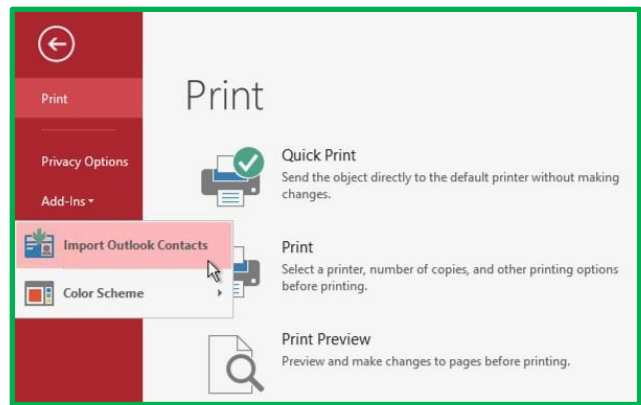 Print
Privacy Options
Add-Ins
Import Outlook Contacts
Color Scheme
Print
Quick Print
Send the object directly to the default printer without making
changes.
Print
Select a printer, number of copies, and other printing options
before printing.
Print Preview
Preview and make changes to pages before printing.